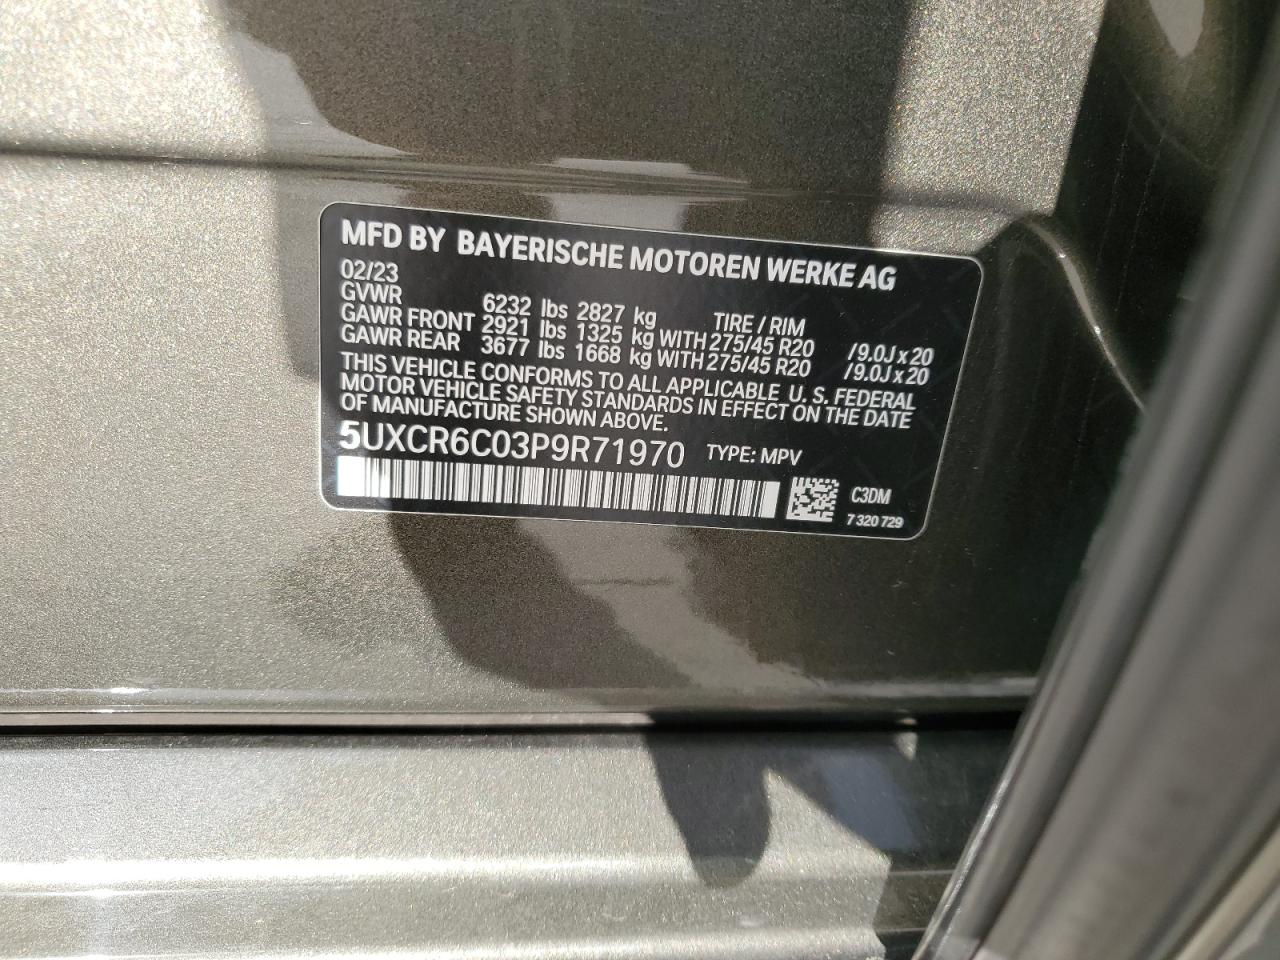 MFD BY BAYERISCHE MOTOREN WERKE AG
02/23
GVWR 6232 lbs 2827 kg TIRE / RIM
GAWR FRONT 2921 lbs 1325 kg WITH 275/45 R20 /9.0J x 20
GAWR REAR 3677 lbs 1668 kg WITH 275/45 R20 /9.0J x 20
THIS VEHICLE CONFORMS TO ALL APPLICABLE U. S. FEDERAL
MOTOR VEHICLE SAFETY STANDARDS IN EFFECT ON THE DATE
OF MANUFACTURE SHOWN ABOVE.
5UXCR6C03P9R71970 TYPE: MPV
C3DM
7 320 729